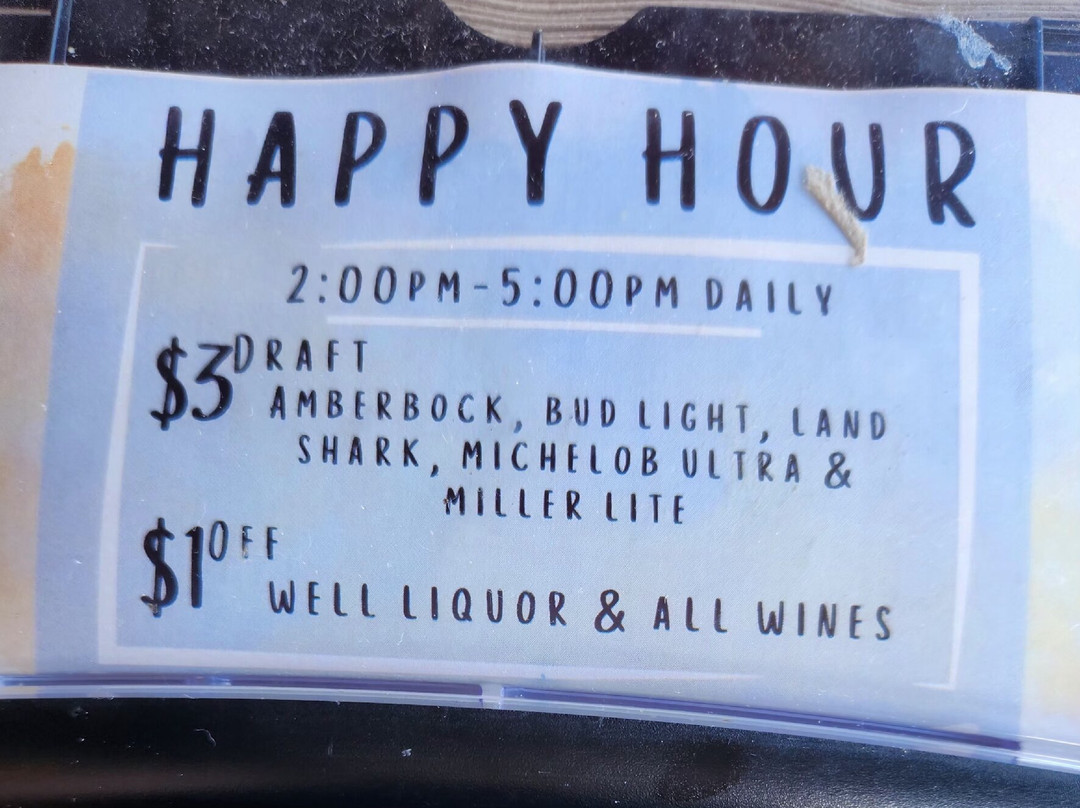 HAPPY HOUR
2:00PM-5:00PM DAILY
$3 DRAFT
AMBERBOCK, BUD LIGHT, LAND
SHARK, MICHELOB ULTRA &
MILLER LITE
$1 OFF
WELL LIQUOR & ALL WINES